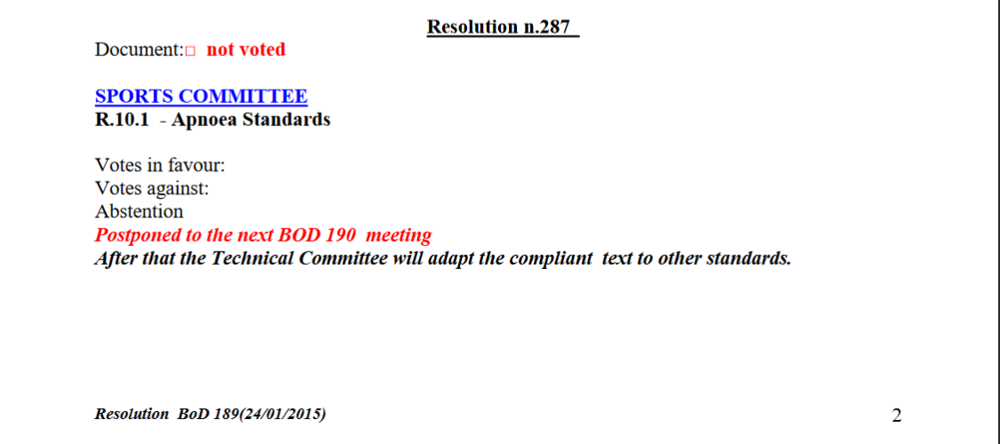 Resolution n.287
Document:□ not voted
SPORTS COMMITTEE
R.10.1 - Apnoea Standards
Votes in favour:
Votes against:
Abstention
Postponed to the next BOD 190 meeting
After that the Technical Committee will adapt the compliant text to other standards.
Resolution BoD 189(24/01/2015)
2